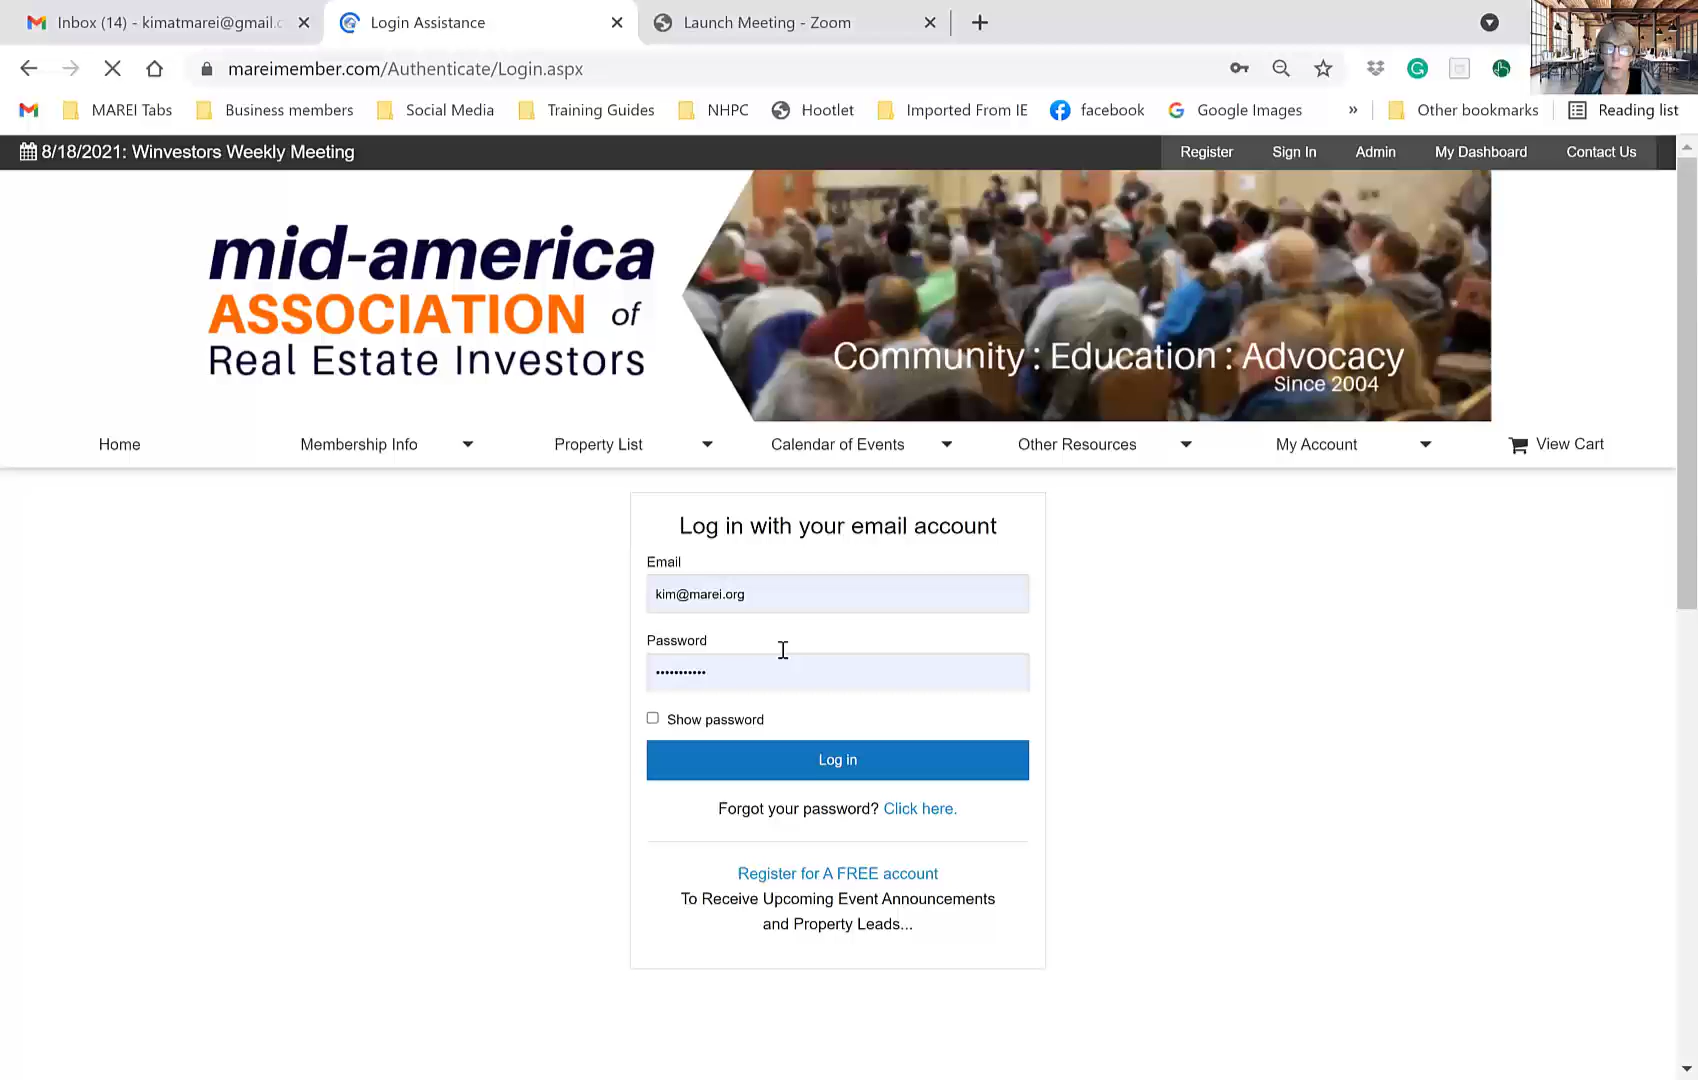 Inbox (14) - kimatmarei@gmail.c
Login Assistance
Launch Meeting - Zoom
mareimember.com/Authenticate/Login.aspx
MAREI Tabs
Business members
Social Media
Training Guides
NHPC
Hootlet
Imported From IE
facebook
Google Images
»
Other bookmarks
Reading list
8/18/2021: Winvestors Weekly Meeting
Register
Sign In
Admin
My Dashboard
Contact Us
mid-america
ASSOCIATION of
Real Estate Investors
Community : Education : Advocacy
Since 2004
Home
Membership Info
Property List
Calendar of Events
Other Resources
My Account
View Cart
Log in with your email account
Email
kim@marei.org
Password
•••••••••••
Show password
Log in
Forgot your password? Click here.
Register for A FREE account
To Receive Upcoming Event Announcements
and Property Leads...